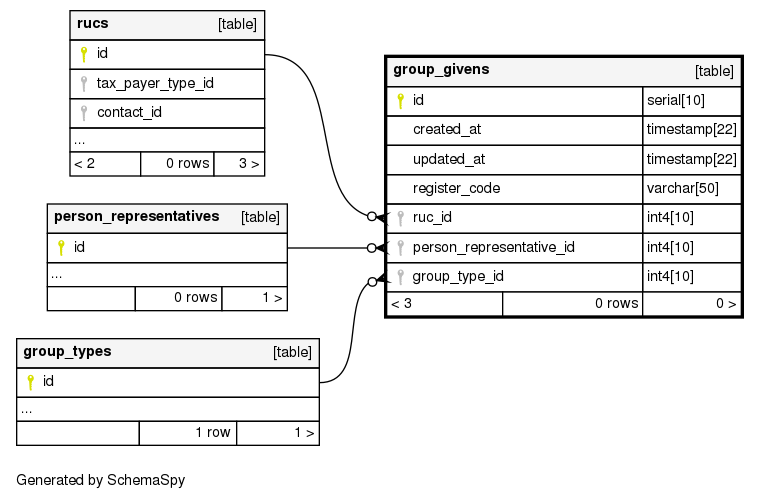 rucs [table]
id
tax_payer_type_id
contact_id
...
< 2 0 rows 3 >
group_givens [table]
id serial[10]
created_at timestamp[22]
updated_at timestamp[22]
register_code varchar[50]
ruc_id int4[10]
person_representative_id int4[10]
group_type_id int4[10]
< 3 0 rows 0 >
person_representatives [table]
id
...
0 rows 1 >
group_types [table]
id
...
1 row 1 >
Generated by SchemaSpy